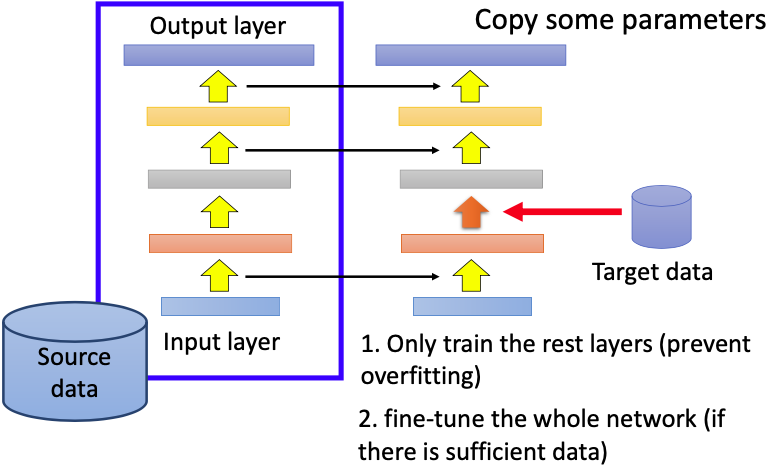 Output layer
Copy some parameters
Target data
Input layer
Source
data
1. Only train the rest layers (prevent
overfitting)
2. fine-tune the whole network (if
there is sufficient data)